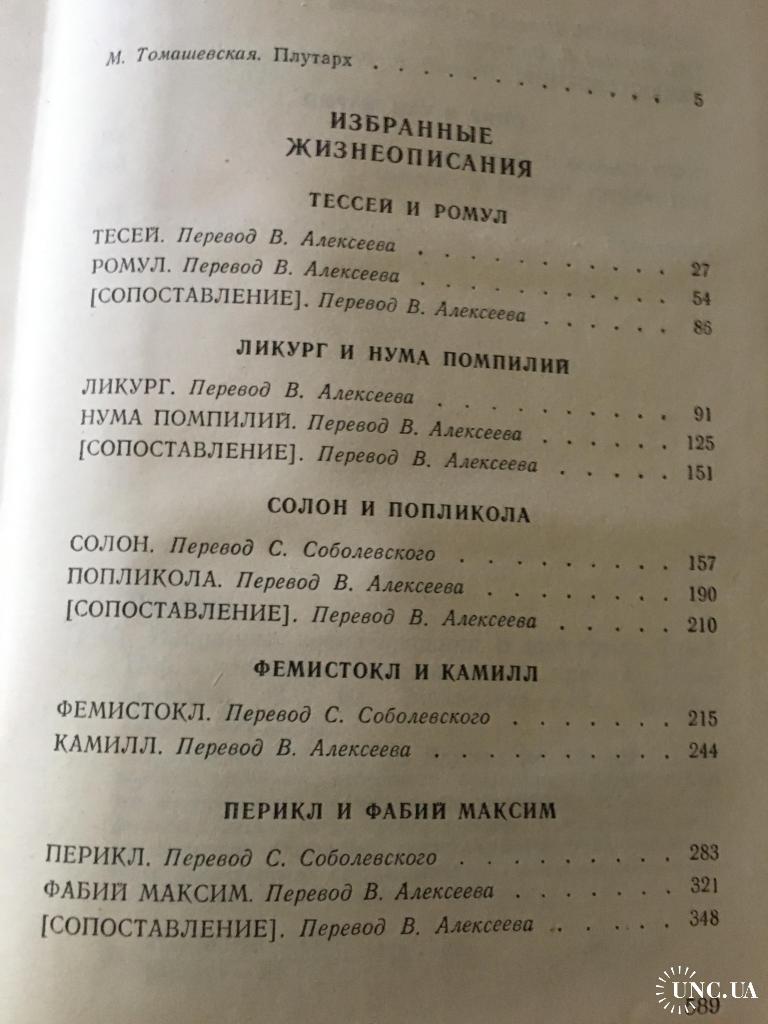 М. Томашевская. Плутарх . . . . . . . . . . . . . 5
ИЗБРАННЫЕ
ЖИЗНЕОПИСАНИЯ
ТЕССЕЙ И РОМУЛ
ТЕСЕЙ. Перевод В. Алексеева . . . . . . . . . . 27
РОМУЛ. Перевод В. Алексеева . . . . . . . . . . 54
[СОПОСТАВЛЕНИЕ]. Перевод В. Алексеева . . . . . . 86
ЛИКУРГ И НУМА ПОМПИЛИЙ
ЛИКУРГ. Перевод В. Алексеева . . . . . . . . . 91
НУМА ПОМПИЛИЙ. Перевод В. Алексеева . . . . . . 125
[СОПОСТАВЛЕНИЕ]. Перевод В. Алексеева . . . . . 151
СОЛОН И ПОПЛИКОЛА
СОЛОН. Перевод С. Соболевского . . . . . . . . 157
ПОПЛИКОЛА. Перевод В. Алексеева . . . . . . . 190
[СОПОСТАВЛЕНИЕ]. Перевод В. Алексеева . . . . . 210
ФЕМИСТОКЛ И КАМИЛЛ
ФЕМИСТОКЛ. Перевод С. Соболевского . . . . . . 215
КАМИЛЛ. Перевод В. Алексеева . . . . . . . . . 244
ПЕРИКЛ И ФАБИЙ МАКСИМ
ПЕРИКЛ. Перевод С. Соболевского . . . . . . . . 283
ФАБИЙ МАКСИМ. Перевод В. Алексеева . . . . . . 321
[СОПОСТАВЛЕНИЕ]. Перевод В. Алексеева . . . . . 348
589
UNC.UA